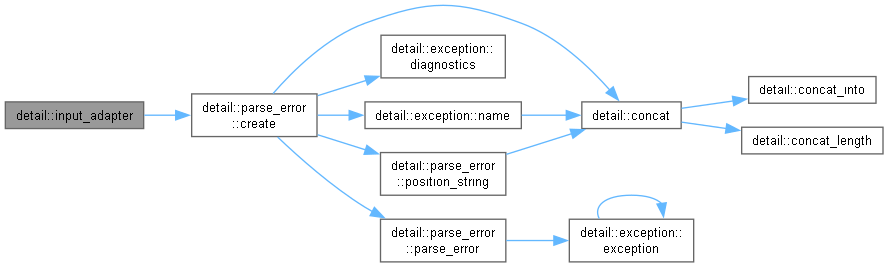 detail::input_adapter
detail::parse_error
::create
detail::exception::
diagnostics
detail::exception::name
detail::parse_error
::position_string
detail::parse_error
::parse_error
detail::concat
detail::exception::
exception
detail::concat_into
detail::concat_length